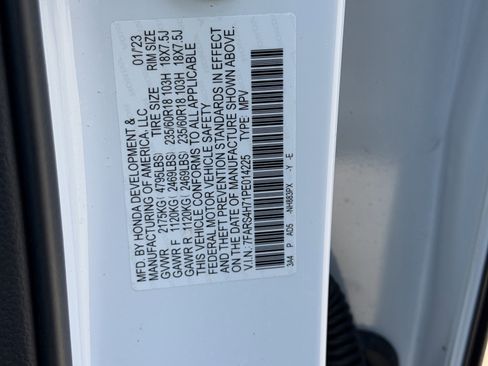 MFD. BY HONDA DEVELOPMENT &
MANUFACTURING OF AMERICA, LLC 01/23
TIRE SIZE RIM SIZE
GVWR 2175KG( 4795LBS)
GAWR F 1120KG( 2469LBS) 235/60R18 103H 18X7.5J
GAWR R 1120KG( 2469LBS) 235/60R18 103H 18X7.5J
THIS VEHICLE CONFORMS TO ALL APPLICABLE
FEDERAL MOTOR VEHICLE SAFETY
AND THEFT PREVENTION STANDARDS IN EFFECT
ON THE DATE OF MANUFACTURE SHOWN ABOVE.
V.I.N. 7FARS4H71PE014225 TYPE MPV
3A4 P AD5 -NH883PX -Y -E